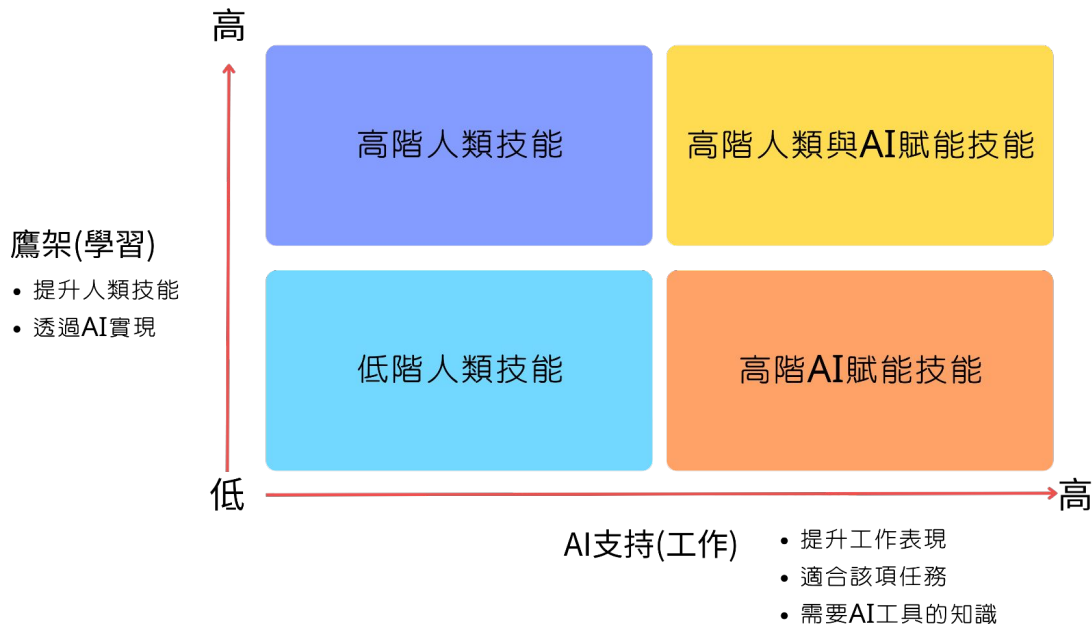 高
高階人類技能
高階人類與AI賦能技能
鷹架(學習)
• 提升人類技能
• 透過AI實現
低階人類技能
高階AI賦能技能
低
高
AI支持(工作)
• 提升工作表現
• 適合該項任務
• 需要AI工具的知識